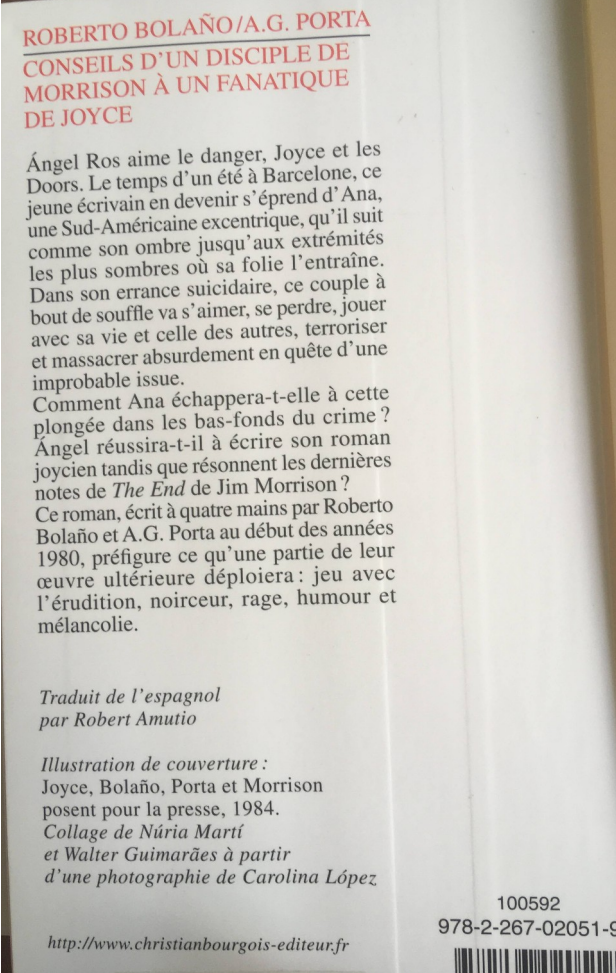 ROBERTO BOLAÑO/A.G. PORTA
CONSEILS D'UN DISCIPLE DE
MORRISON À UN FANATIQUE
DE JOYCE
Ángel Ros aime le danger, Joyce et les
Doors. Le temps d'un été à Barcelone, ce
jeune écrivain en devenir s'éprend d'Ana,
une Sud-Américaine excentrique, qu'il suit
comme son ombre jusqu'aux extrémités
les plus sombres où sa folie l'entraîne.
Dans son errance suicidaire, ce couple à
bout de souffle va s'aimer, se perdre, jouer
avec sa vie et celle des autres, terroriser
et massacrer absurdement en quête d'une
improbable issue.
Comment Ana échappera-t-elle à cette
plongée dans les bas-fonds du crime ?
Ángel réussira-t-il à écrire son roman
joycien tandis que résonnent les dernières
notes de The End de Jim Morrison ?
Ce roman, écrit à quatre mains par Roberto
Bolaño et A.G. Porta au début des années
1980, préfigure ce qu'une partie de leur
œuvre ultérieure déploiera : jeu avec
l'érudition, noirceur, rage, humour et
mélancolie.
Traduit de l'espagnol
par Robert Amutio
Illustration de couverture :
Joyce, Bolaño, Porta et Morrison
posent pour la presse, 1984.
Collage de Núria Martí
et Walter Guimarães à partir
d'une photographie de Carolina López
100592
978-2-267-02051-9
http://www.christianbourgois-editeur.fr